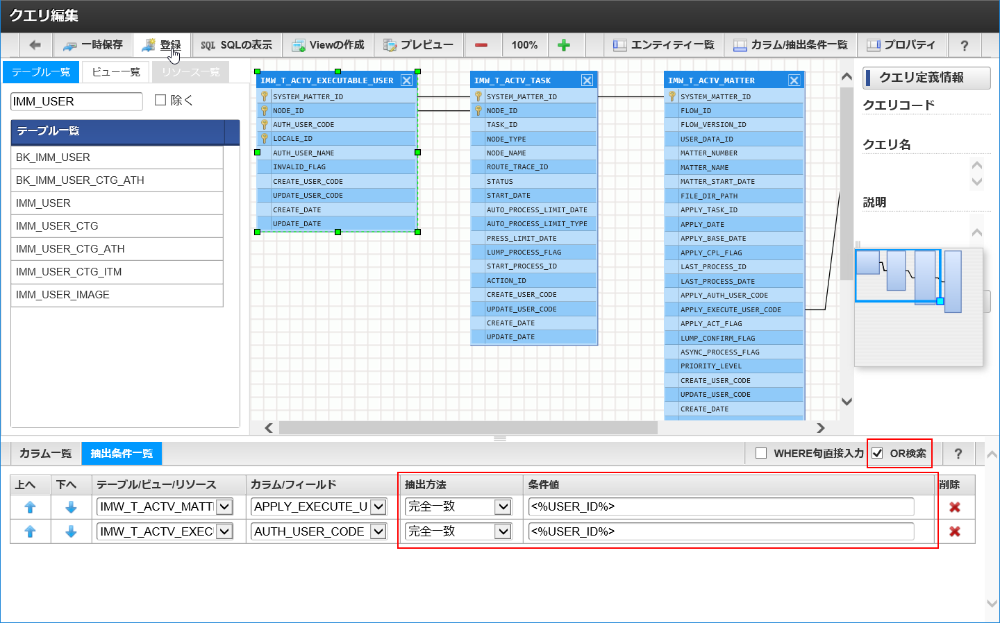 クエリ編集
一時保存
登録
SQL SQLの表示
Viewの作成
プレビュー
100%
エンティティ一覧
カラム/抽出条件一覧
プロパティ
?
テーブル一覧
ビュー一覧
リソース一覧
IMM_USER
除く
テーブル一覧
BK_IMM_USER
BK_IMM_USER_CTG_ATH
IMM_USER
IMM_USER_CTG
IMM_USER_CTG_ATH
IMM_USER_CTG_ITM
IMM_USER_IMAGE
IMW_T_ACTV_EXECUTABLE_USER
SYSTEM_MATTER_ID
NODE_ID
AUTH_USER_CODE
LOCALE_ID
AUTH_USER_NAME
INVALID_FLAG
CREATE_USER_CODE
UPDATE_USER_CODE
CREATE_DATE
UPDATE_DATE
IMW_T_ACTV_TASK
SYSTEM_MATTER_ID
NODE_ID
TASK_ID
NODE_TYPE
NODE_NAME
ROUTE_TRACE_ID
STATUS
START_DATE
AUTO_PROCESS_LIMIT_DATE
AUTO_PROCESS_LIMIT_TYPE
PRESS_LIMIT_DATE
LUMP_PROCESS_FLAG
START_PROCESS_ID
ACTION_ID
CREATE_USER_CODE
UPDATE_USER_CODE
CREATE_DATE
UPDATE_DATE
IMW_T_ACTV_MATTER
SYSTEM_MATTER_ID
FLOW_ID
FLOW_VERSION_ID
USER_DATA_ID
MATTER_NUMBER
MATTER_NAME
MATTER_START_DATE
FILE_DIR_PATH
APPLY_TASK_ID
APPLY_DATE
APPLY_BASE_DATE
APPLY_CPL_FLAG
LAST_PROCESS_ID
LAST_PROCESS_DATE
APPLY_AUTH_USER_CODE
APPLY_EXECUTE_USER_CODE
APPLY_ACT_FLAG
LUMP_CONFIRM_FLAG
ASYNC_PROCESS_FLAG
PRIORITY_LEVEL
CREATE_USER_CODE
UPDATE_USER_CODE
CREATE_DATE
クエリ定義情報
クエリコード
クエリ名
説明
カラム一覧
抽出条件一覧
WHERE句直接入力
OR検索
?
上へ 下へ テーブル/ビュー/リソース カラム/フィールド 抽出方法 条件値 削除
IMW_T_ACTV_MATT APPLY_EXECUTE_U 完全一致 <%USER_ID%>
IMW_T_ACTV_EXEC AUTH_USER_CODE 完全一致 <%USER_ID%>